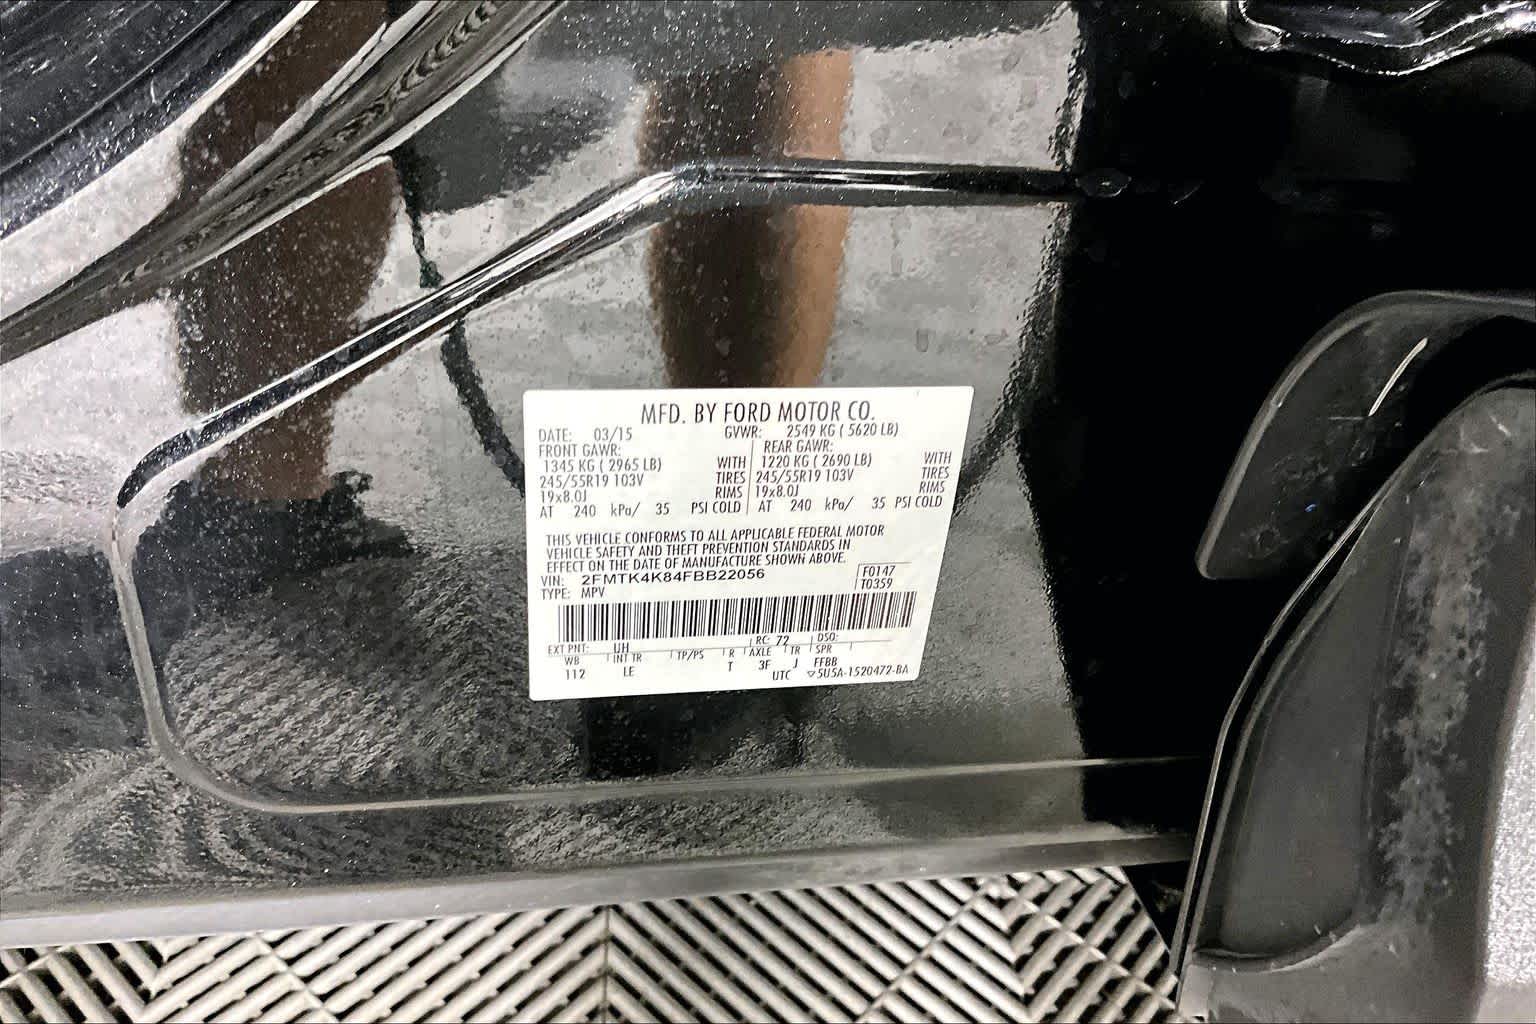 MFD. BY FORD MOTOR CO.
DATE: 03/15 GVWR: 2549 KG ( 5620 LB)
FRONT GAWR: REAR GAWR:
1345 KG ( 2965 LB) WITH 1220 KG ( 2690 LB) WITH
245/55R19 103V TIRES 245/55R19 103V TIRES
19x8.0J RIMS 19x8.0J RIMS
AT 240 kPa/ 35 PSI COLD AT 240 kPa/ 35 PSI COLD
THIS VEHICLE CONFORMS TO ALL APPLICABLE FEDERAL MOTOR
VEHICLE SAFETY AND THEFT PREVENTION STANDARDS IN
EFFECT ON THE DATE OF MANUFACTURE SHOWN ABOVE.
VIN: 2FMTK4K84FBB22056 F0147
TYPE: MPV T0359
EXT PNT: UH RC: 72 DSO:
WB INT TR TP/PS R AXLE TR SPR
112 LE T 3F J FFBB
UTC ▽5U5A-1520472-BA